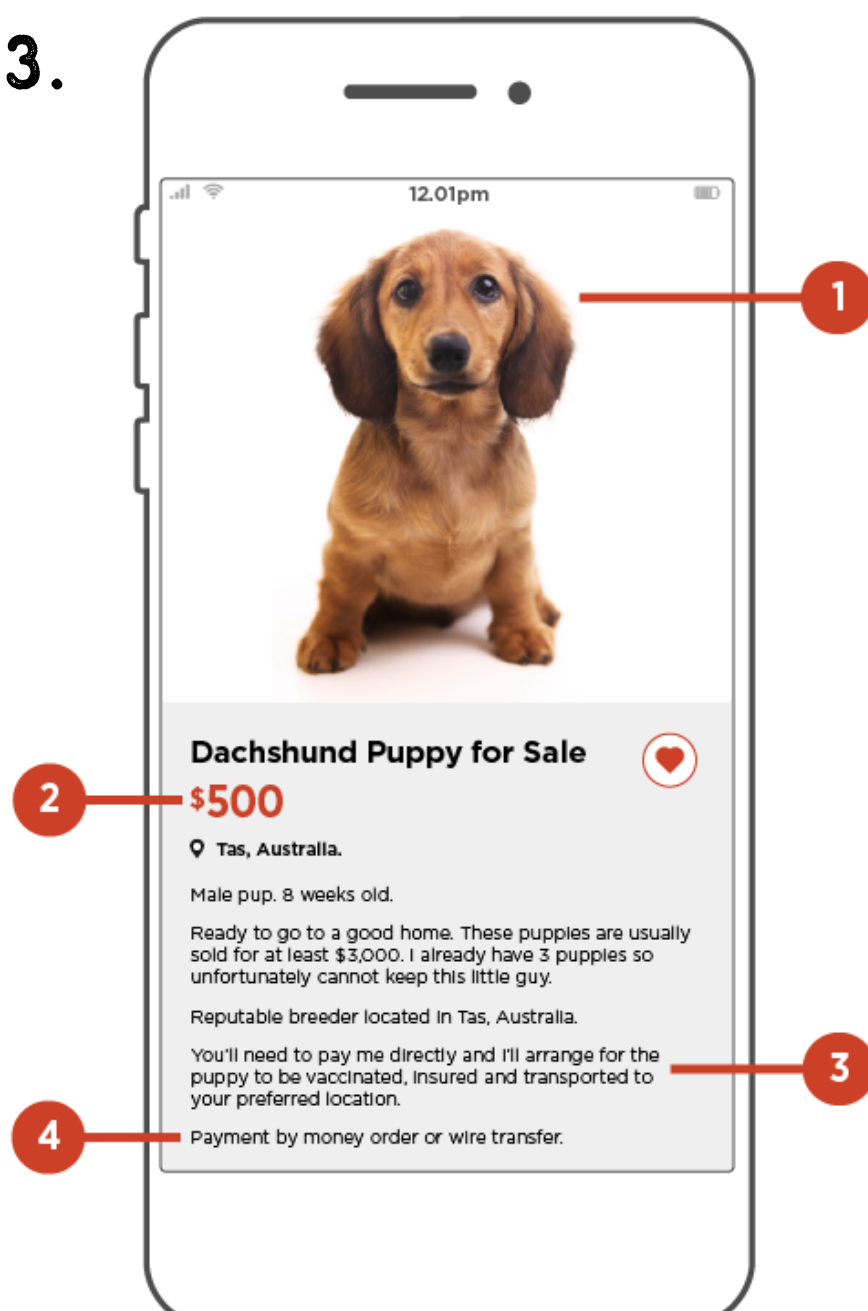 3.
12.01pm
1
Dachshund Puppy for Sale
2
$500
Tas, Australia.
Male pup. 8 weeks old.
Ready to go to a good home. These puppies are usually
sold for at least $3,000. I already have 3 puppies so
unfortunately cannot keep this little guy.
Reputable breeder located in Tas, Australia.
You'll need to pay me directly and I'll arrange for the
puppy to be vaccinated, insured and transported to
your preferred location.
3
4
Payment by money order or wire transfer.